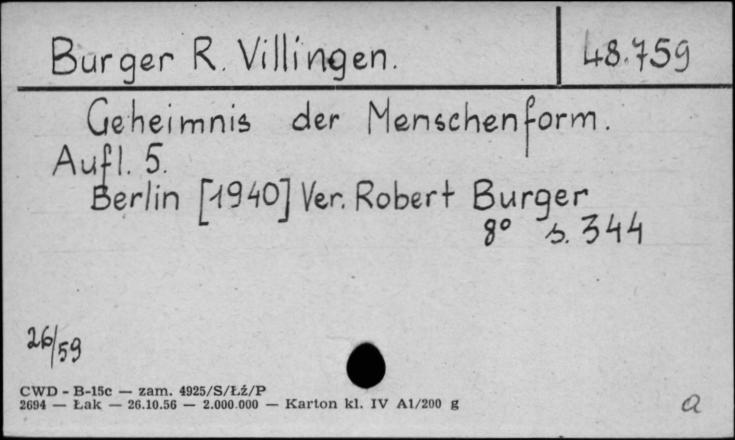 Burger R. Villingen.
48.759
Geheimnis der Menschenform.
Aufl. 5.
Berlin [1940] Ver. Robert Burger
8° s. 344
26/59
CWD - B-15c — zam. 4925/S/Łź/P
2694 — Łak — 26.10.56 — 2.000.000 — Karton kl. IV A1/200 g
a